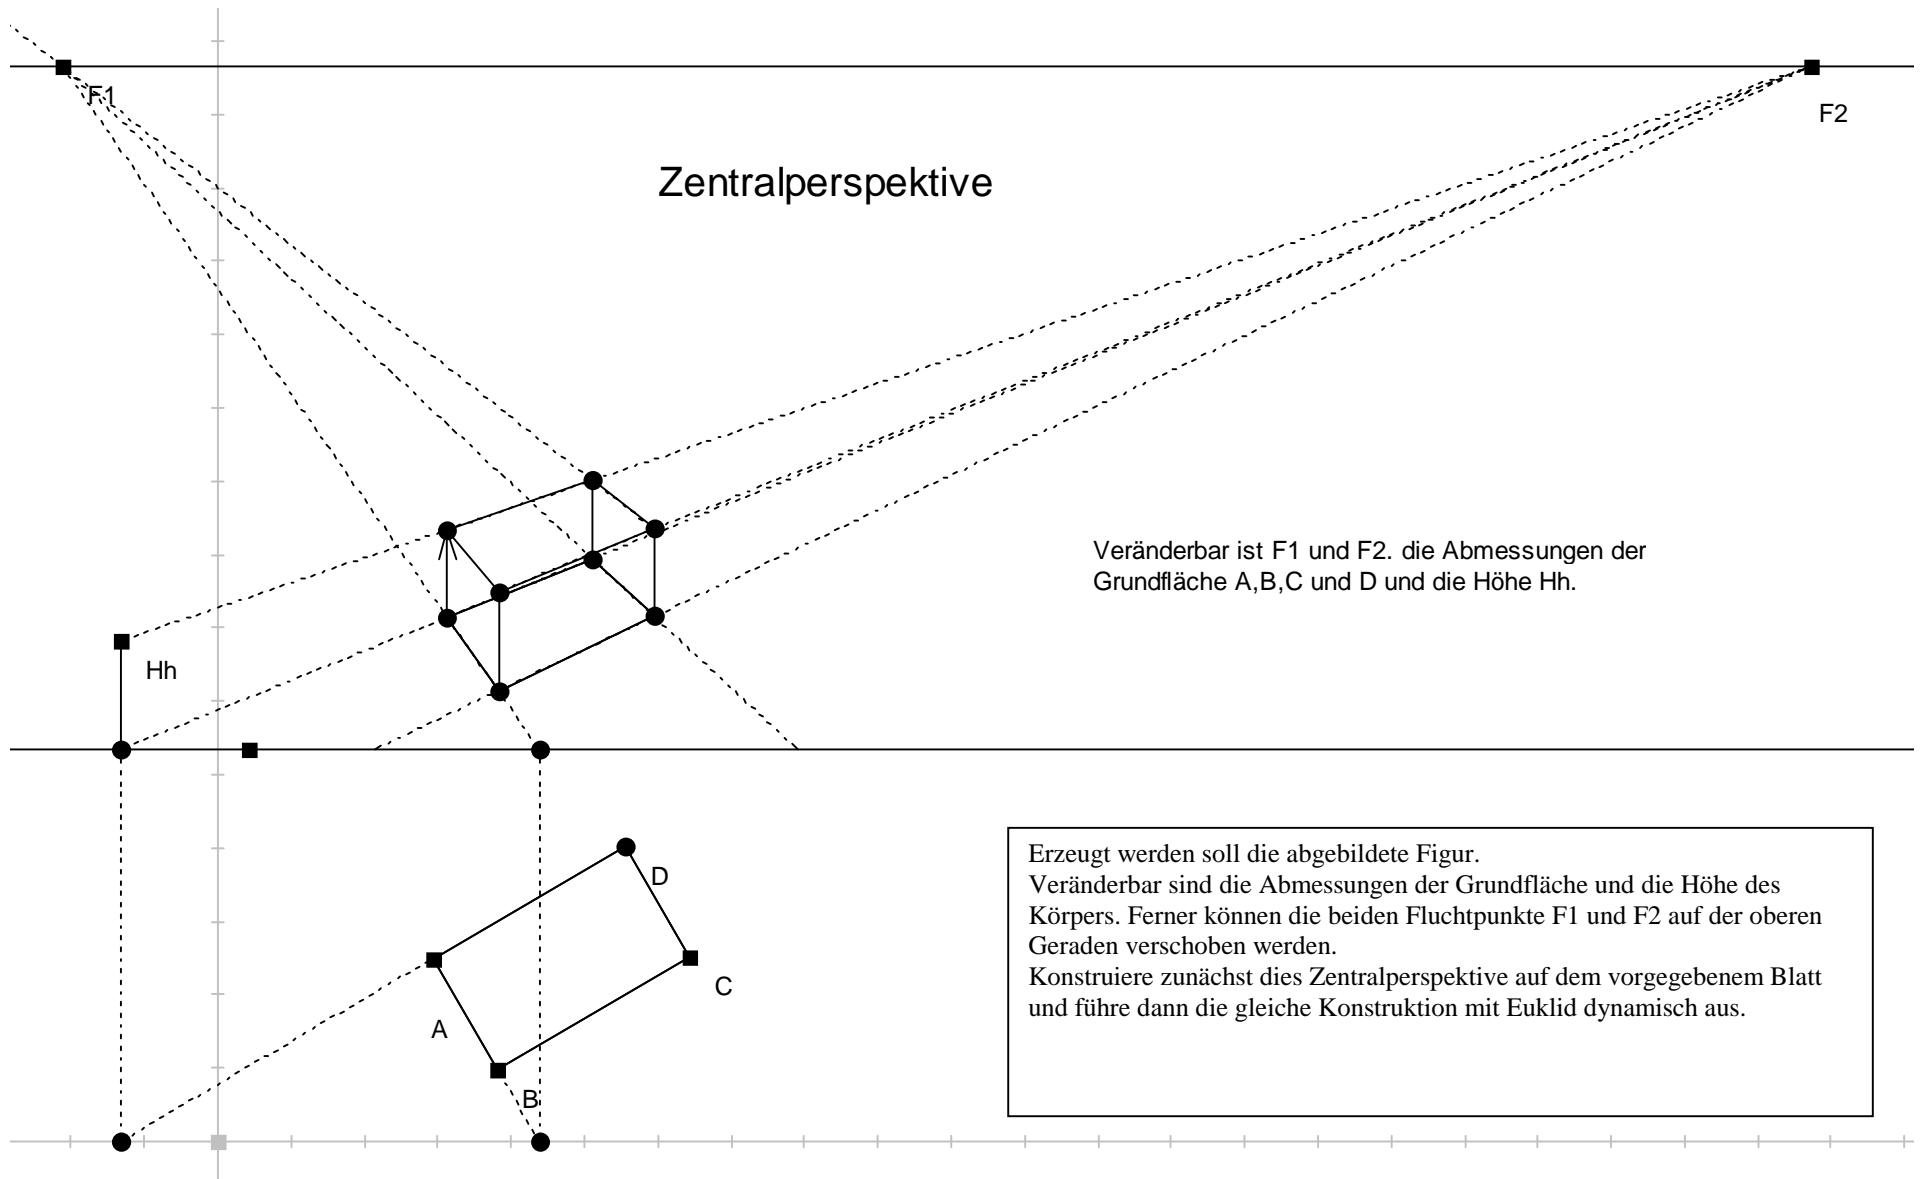 F1
F2
Zentralperspektive
Veränderbar ist F1 und F2. die Abmessungen der
Grundfläche A,B,C und D und die Höhe Hh.
Hh
D
C
A
B
Erzeugt werden soll die abgebildete Figur.
Veränderbar sind die Abmessungen der Grundfläche und die Höhe des
Körpers. Ferner können die beiden Fluchtpunkte F1 und F2 auf der oberen
Geraden verschoben werden.
Konstruiere zunächst dies Zentralperspektive auf dem vorgegebenem Blatt
und führe dann die gleiche Konstruktion mit Euklid dynamisch aus.